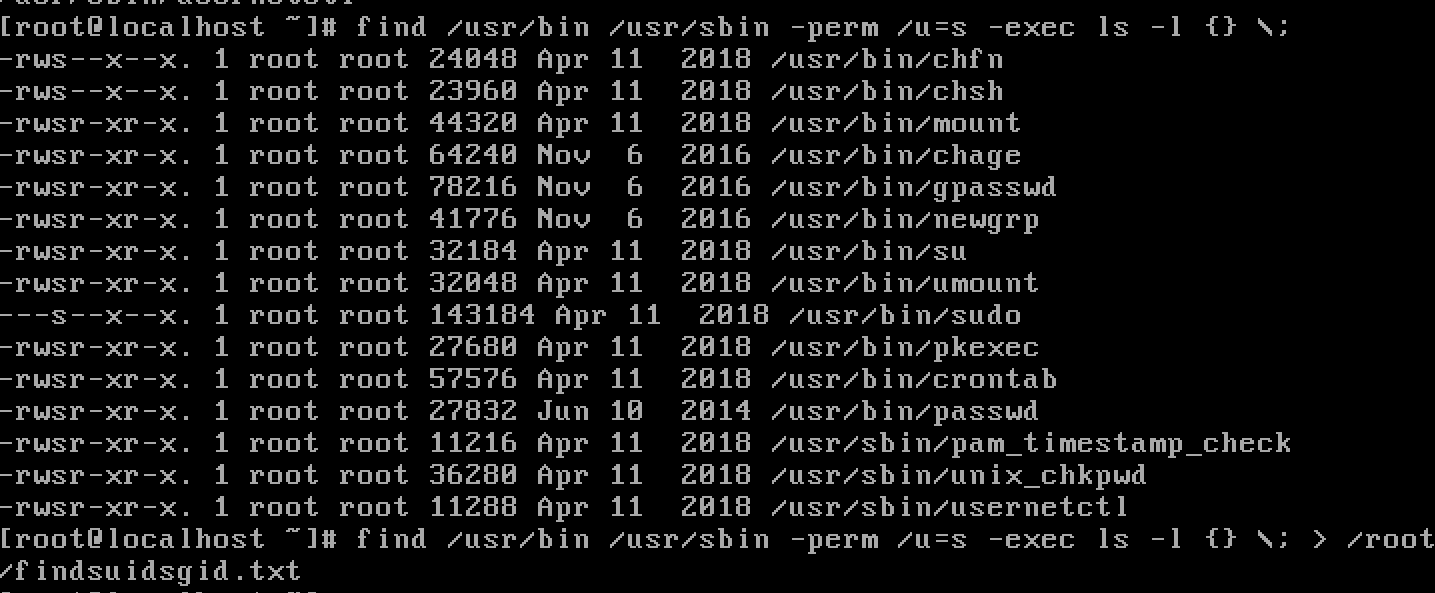 [root@localhost ~]# find /usr/bin /usr/sbin -perm /u=s -exec ls -l {} \;
-rws--x--x. 1 root root 24048 Apr 11  2018 /usr/bin/chfn
-rws--x--x. 1 root root 23960 Apr 11  2018 /usr/bin/chsh
-rwsr-xr-x. 1 root root 44320 Apr 11  2018 /usr/bin/mount
-rwsr-xr-x. 1 root root 64240 Nov  6  2016 /usr/bin/chage
-rwsr-xr-x. 1 root root 78216 Nov  6  2016 /usr/bin/gpasswd
-rwsr-xr-x. 1 root root 41776 Nov  6  2016 /usr/bin/newgrp
-rwsr-xr-x. 1 root root 32184 Apr 11  2018 /usr/bin/su
-rwsr-xr-x. 1 root root 32048 Apr 11  2018 /usr/bin/umount
---s--x--x. 1 root root 143184 Apr 11  2018 /usr/bin/sudo
-rwsr-xr-x. 1 root root 27680 Apr 11  2018 /usr/bin/pkexec
-rwsr-xr-x. 1 root root 57576 Apr 11  2018 /usr/bin/crontab
-rwsr-xr-x. 1 root root 27832 Jun 10  2014 /usr/bin/passwd
-rwsr-xr-x. 1 root root 11216 Apr 11  2018 /usr/sbin/pam_timestamp_check
-rwsr-xr-x. 1 root root 36280 Apr 11  2018 /usr/sbin/unix_chkpwd
-rwsr-xr-x. 1 root root 11288 Apr 11  2018 /usr/sbin/usernetctl
[root@localhost ~]# find /usr/bin /usr/sbin -perm /u=s -exec ls -l {} \; > /root
/findsuidsgid.txt